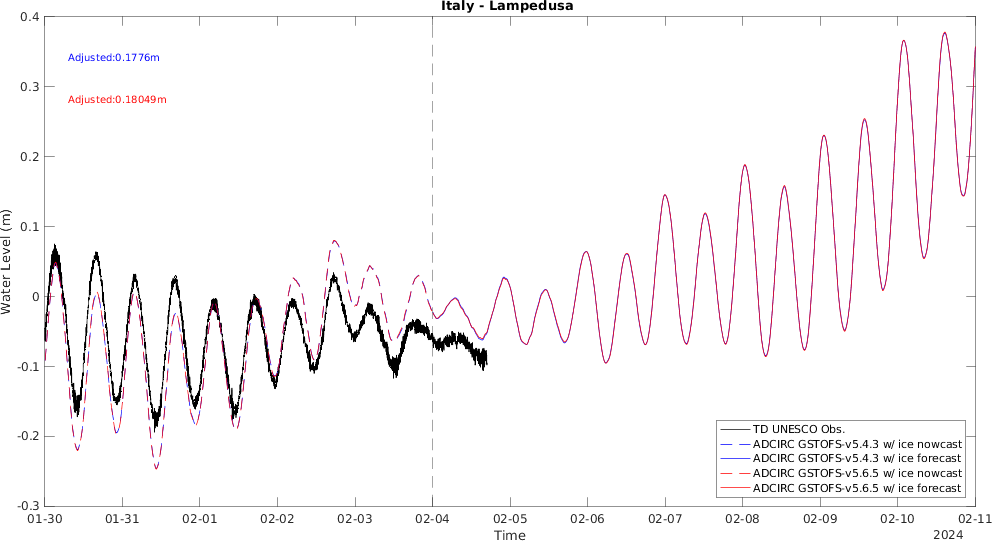 Italy - Lampedusa
Adjusted:0.1776m
Adjusted:0.18049m
Water Level (m)
0.4
0.3
0.2
0.1
0
-0.1
-0.2
-0.3
TD UNESCO Obs.
ADCIRC GSTOFS-v5.4.3 w/ ice nowcast
ADCIRC GSTOFS-v5.4.3 w/ ice forecast
ADCIRC GSTOFS-v5.6.5 w/ ice nowcast
ADCIRC GSTOFS-v5.6.5 w/ ice forecast
01-30 01-31 02-01 02-02 02-03 02-04 02-05 02-06 02-07 02-08 02-09 02-10 02-11
Time
2024